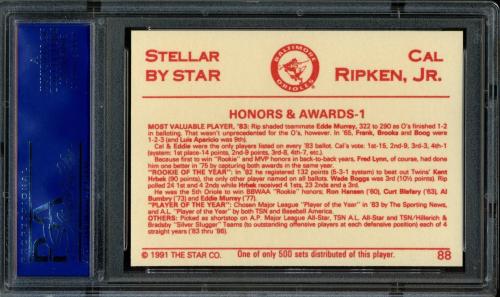 STELLAR
BY STAR
BALTIMORE
ORIOLES
CAL
RIPKEN, JR.
HONORS & AWARDS-1
MOST VALUABLE PLAYER, '83: Rip shaded teammate Eddie Murray, 322 to 290 as O's finished 1-2
in balloting. That wasn't unprecedented for the O's, however. In '66, Frank, Brooks and Boog were
1-2-3 (and Luis Aparicio was 9th).
Cal & Eddie were the only players listed on every '83 ballot. Cal's vote: 1st-15, 2nd-9, 3rd-3, 4th-1
(system: 1st place-14 points, 2nd-9 points, 3rd-8, 4th-7, etc.).
Because first to win "Rookie" and MVP honors in back-to-back years, Fred Lynn, of course, had done
him one better in '75 by capturing both awards in the same year.
"ROOKIE OF THE YEAR": in '82 he registered 132 points (5-3-1 system) to beat out Twins' Kent
Hrbek (90 points), the only other player named on all ballots. Wade Boggs was 3rd (10½ points). Rip
polled 24 1st and 4 2nds while Hrbek received 4 1sts, 23 2nds and a 3rd.
He was the 5th Oriole to win BBWAA "Rookie" honors; Ron Hansen ('60), Curt Blefary ('63), Al
Bumbry ('73) and Eddie Murray ('77).
"PLAYER OF THE YEAR": Chosen Major League "Player of the Year" in '83 by The Sporting News,
and A.L. "Player of the Year" by both TSN and Baseball America.
OTHERS: Picked as shortstop on A.P. Major League All-Star, TSN A.L. All-Star and TSN/Hillerich &
Bradsby "Silver Slugger" Teams (to outstanding offensive players at each defensive position) each of
4 straight years ('83 thru '86).
© 1991 THE STAR CO.
One of only 500 sets distributed of this player.
88
PSA